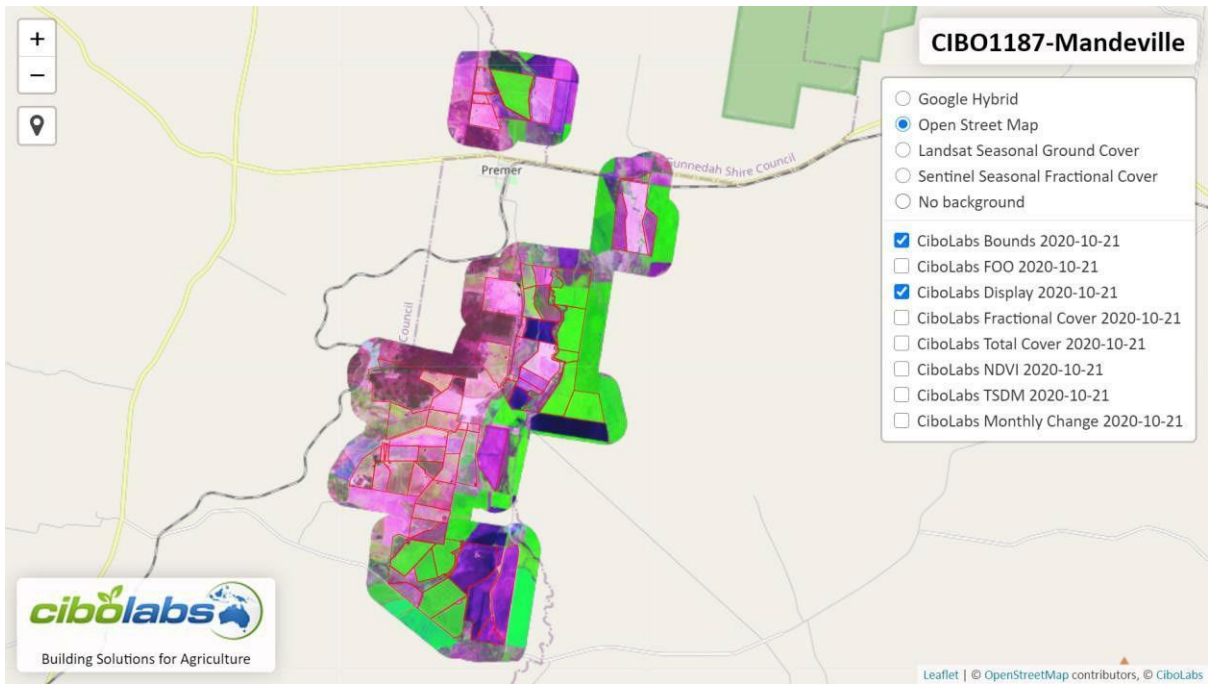 +
−
CIBO1187-Mandeville
Google Hybrid
Open Street Map
Landsat Seasonal Ground Cover
Sentinel Seasonal Fractional Cover
No background
CiboLabs Bounds 2020-10-21
CiboLabs FOO 2020-10-21
CiboLabs Display 2020-10-21
CiboLabs Fractional Cover 2020-10-21
CiboLabs Total Cover 2020-10-21
CiboLabs NDVI 2020-10-21
CiboLabs TSDM 2020-10-21
CiboLabs Monthly Change 2020-10-21
Gunnedah Shire Council
Premer
Council
cibolabs
Building Solutions for Agriculture
Leaflet | © OpenStreetMap contributors, © CiboLabs